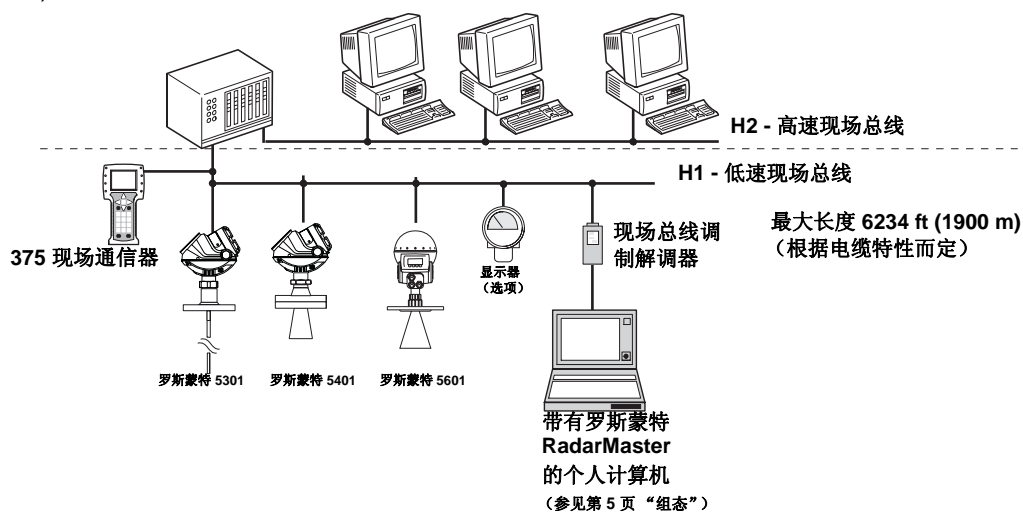 H2 - 高速现场总线
H1 - 低速现场总线
最大长度 6234 ft (1900 m)
（根据电缆特性而定）
375 现场通信器
显示器
（选项）
现场总线调
制解调器
罗斯蒙特 5301
罗斯蒙特 5401
罗斯蒙特 5601
带有罗斯蒙特
RadarMaster
的个人计算机
（参见第 5 页 “组态”）